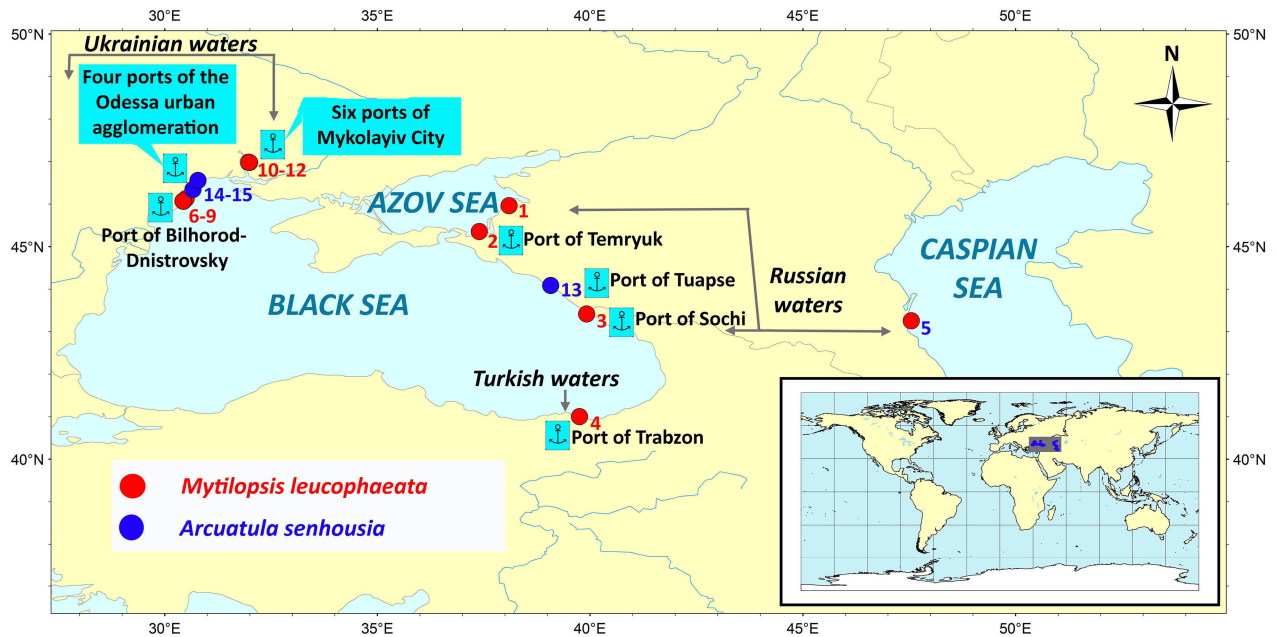 30°E 35°E 40°E 45°E 50°E
50°N 50°N
Ukrainian waters
N
Four ports of the
Odessa urban
agglomeration
Six ports of
Mykolayiv City
10-12
14-15
6-9
Port of Bilhorod-
Dnistrovsky
AZOV SEA
1
2
Port of Temryuk
45°N 45°N
CASPIAN
SEA
Russian
waters
13
Port of Tuapse
BLACK SEA
3
Port of Sochi
5
Turkish waters
4
Port of Trabzon
40°N 40°N
Mytilopsis leucophaeata
Arcuatula senhousia
30°E 35°E 40°E 45°E 50°E